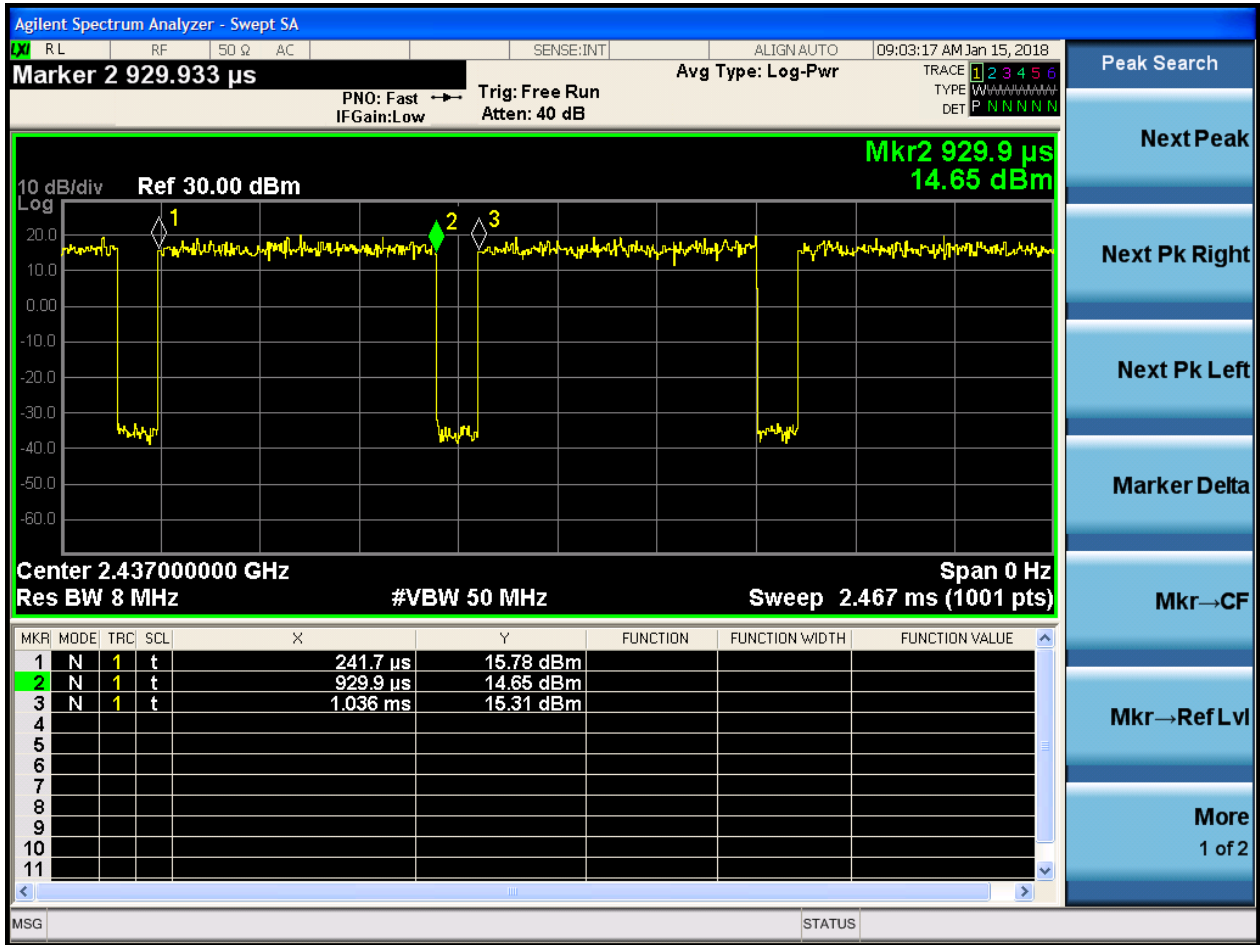 Agilent Spectrum Analyzer - Swept SA
LXI RL RF 50 Ω AC SENSE:INT ALIGN AUTO 09:03:17 AM Jan 15, 2018
Marker 2 929.933 µs
PNO: Fast
IFGain:Low
Trig: Free Run
Atten: 40 dB
Avg Type: Log-Pwr
TRACE 1 2 3 4 5 6
TYPE WWWWWW
DET P N N N N N
Mkr2 929.9 µs
14.65 dBm
10 dB/div Ref 30.00 dBm
Log
1 2 3
20.0
10.0
0.00
-10.0
-20.0
-30.0
-40.0
-50.0
-60.0
Center 2.437000000 GHz Span 0 Hz
Res BW 8 MHz #VBW 50 MHz Sweep 2.467 ms (1001 pts)
MKR MODE TRC SCL X Y FUNCTION FUNCTION WIDTH FUNCTION VALUE
1 N 1 t 241.7 µs 15.78 dBm
2 N 1 t 929.9 µs 14.65 dBm
3 N 1 t 1.036 ms 15.31 dBm
4
5
6
7
8
9
10
11
MSG STATUS
Peak Search
Next Peak
Next Pk Right
Next Pk Left
Marker Delta
Mkr→CF
Mkr→Ref Lvl
More
1 of 2